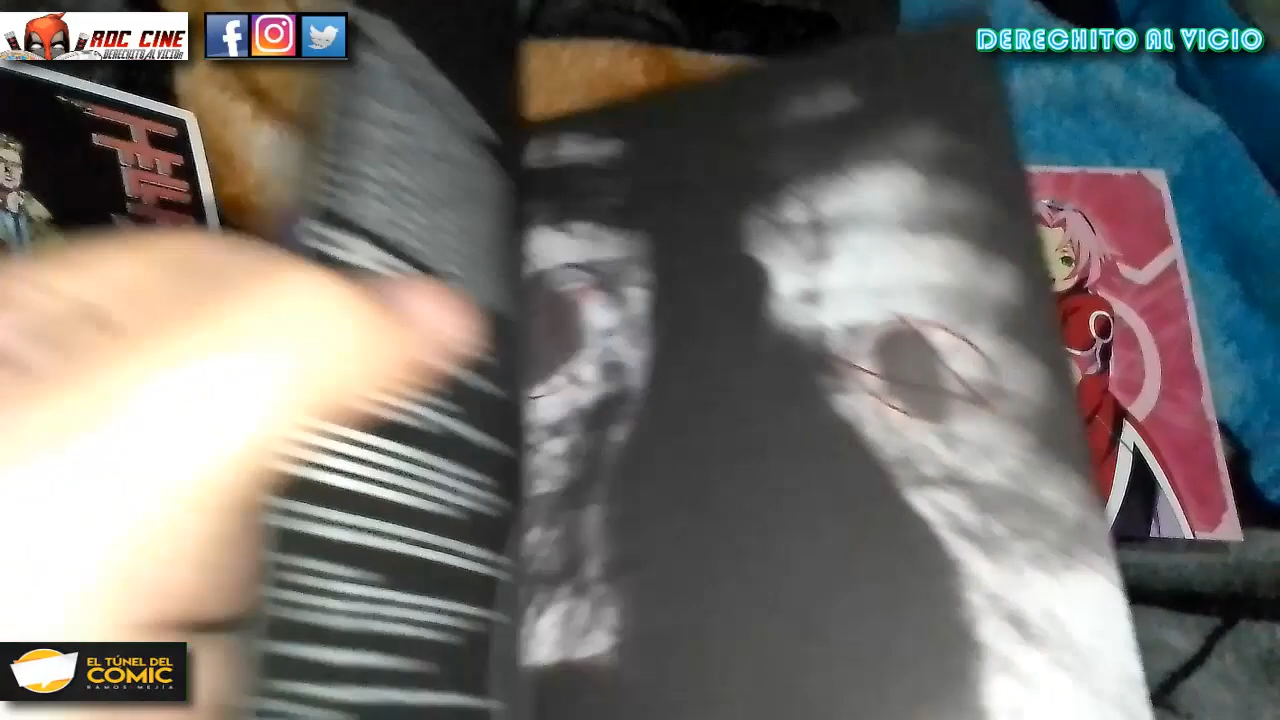 ROC CINE
DERECHITO AL VICIO
DERECHITO AL VICIO
EL TÚNEL DEL
COMIC
RAMOS MEJÍA